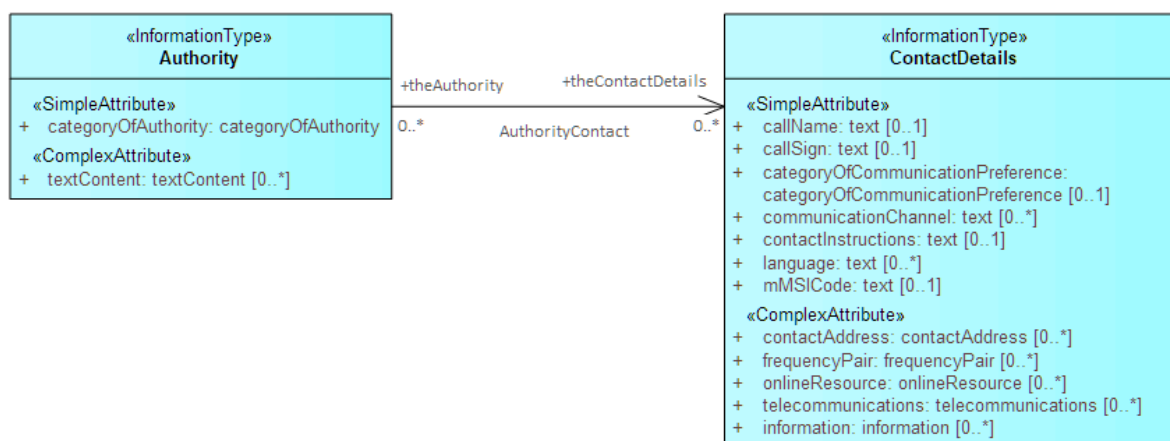 «InformationType»
Authority
«SimpleAttribute»
+ categoryOfAuthority: categoryOfAuthority
«ComplexAttribute»
+ textContent: textContent [0..*]
+theAuthority
+theContactDetails
0..*
AuthorityContact
0..*
«InformationType»
ContactDetails
«SimpleAttribute»
+ callName: text [0..1]
+ callSign: text [0..1]
+ categoryOfCommunicationPreference:
categoryOfCommunicationPreference [0..1]
+ communicationChannel: text [0..*]
+ contactInstructions: text [0..1]
+ language: text [0..*]
+ mMSICode: text [0..1]
«ComplexAttribute»
+ contactAddress: contactAddress [0..*]
+ frequencyPair: frequencyPair [0..*]
+ onlineResource: onlineResource [0..*]
+ telecommunications: telecommunications [0..*]
+ information: information [0..*]